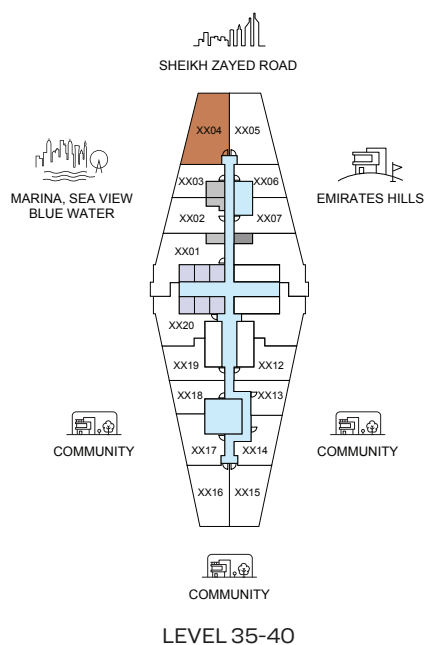 SHEIKH ZAYED ROAD
XX04 XX05
XX03 XX06
MARINA, SEA VIEW
BLUE WATER
EMIRATES HILLS
XX02 XX07
XX01
XX20
XX19 XX12
XX18 XX13
COMMUNITY
COMMUNITY
XX17 XX14
XX16 XX15
COMMUNITY
LEVEL 35-40